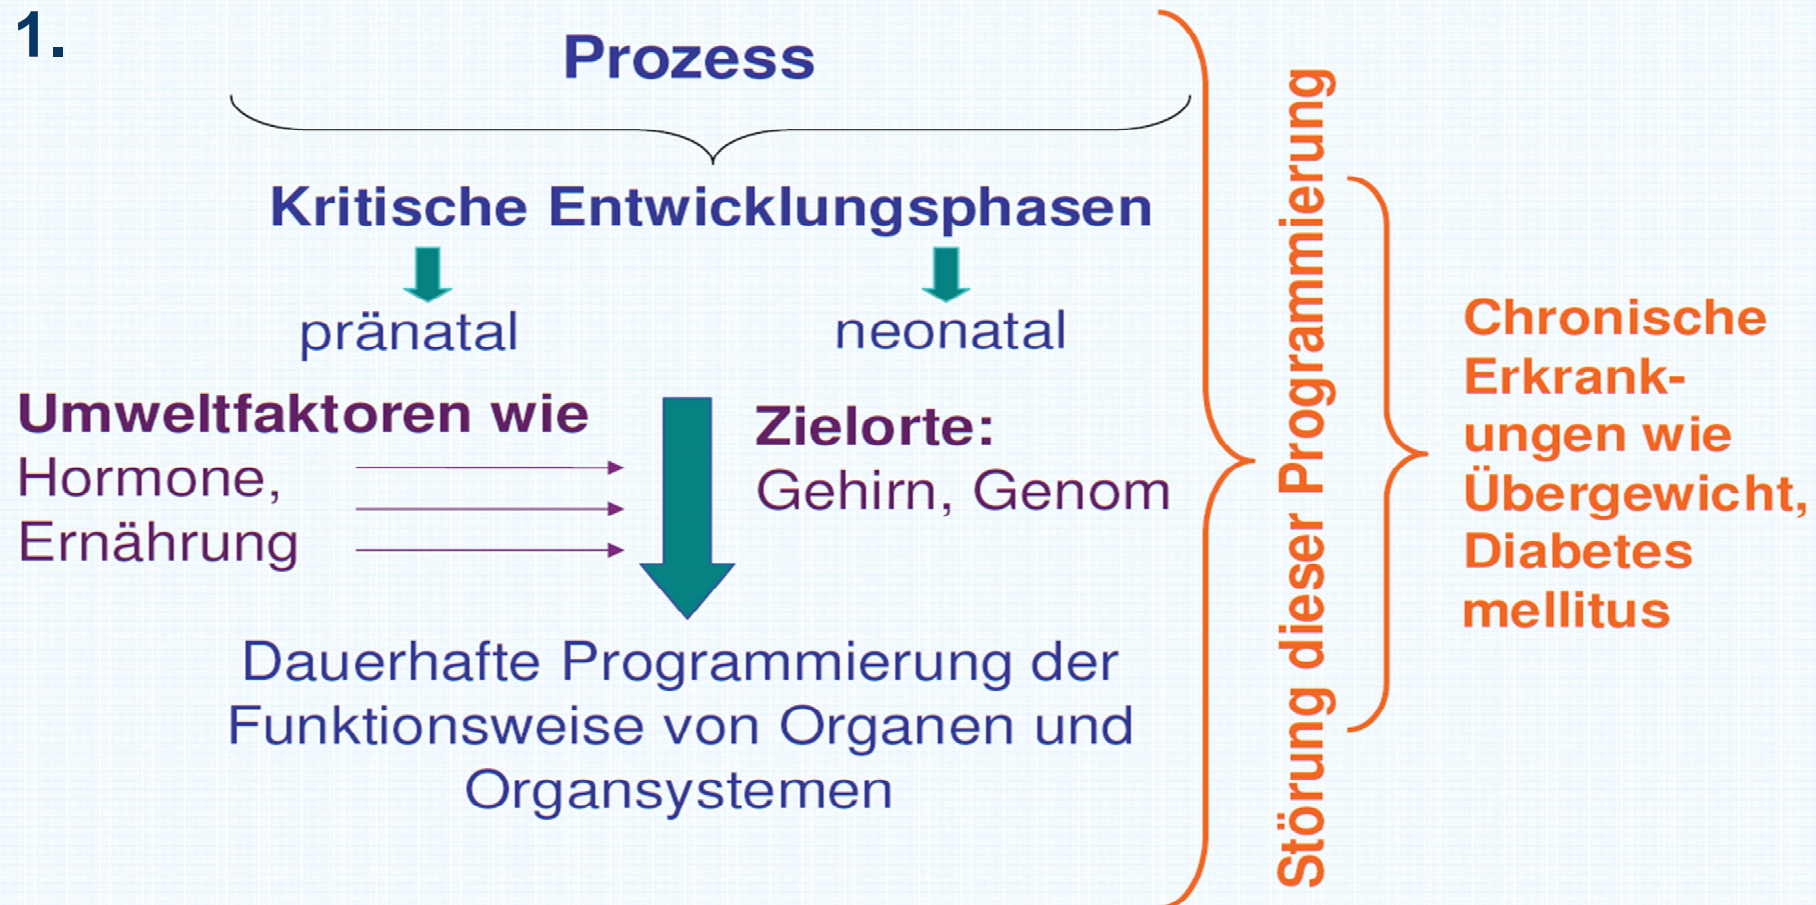 1.
Prozess
Kritische Entwicklungsphasen
pränatal
neonatal
Umweltfaktoren wie
Hormone,
Ernährung
Zielorte:
Gehirn, Genom
Dauerhafte Programmierung der
Funktionsweise von Organen und
Organsystemen
Störung dieser Programmierung
Chronische
Erkrank-
ungen wie
Übergewicht,
Diabetes
mellitus